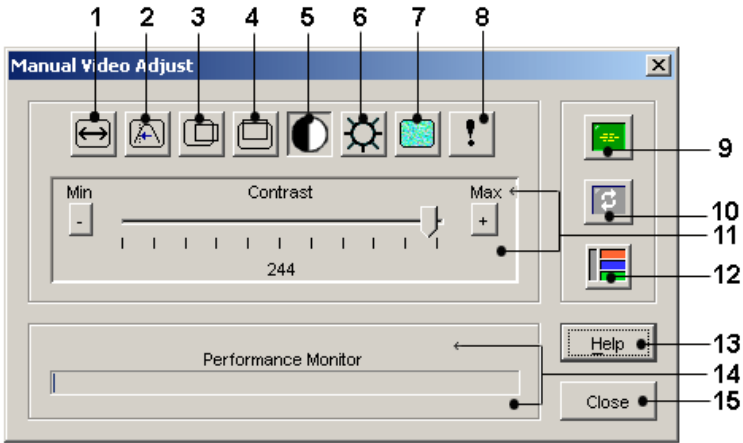 1 2 3 4 5 6 7 8
Manual Video Adjust
9
Min Contrast Max
- +
10
11
244
12
Help 13
Performance Monitor
14
Close 15